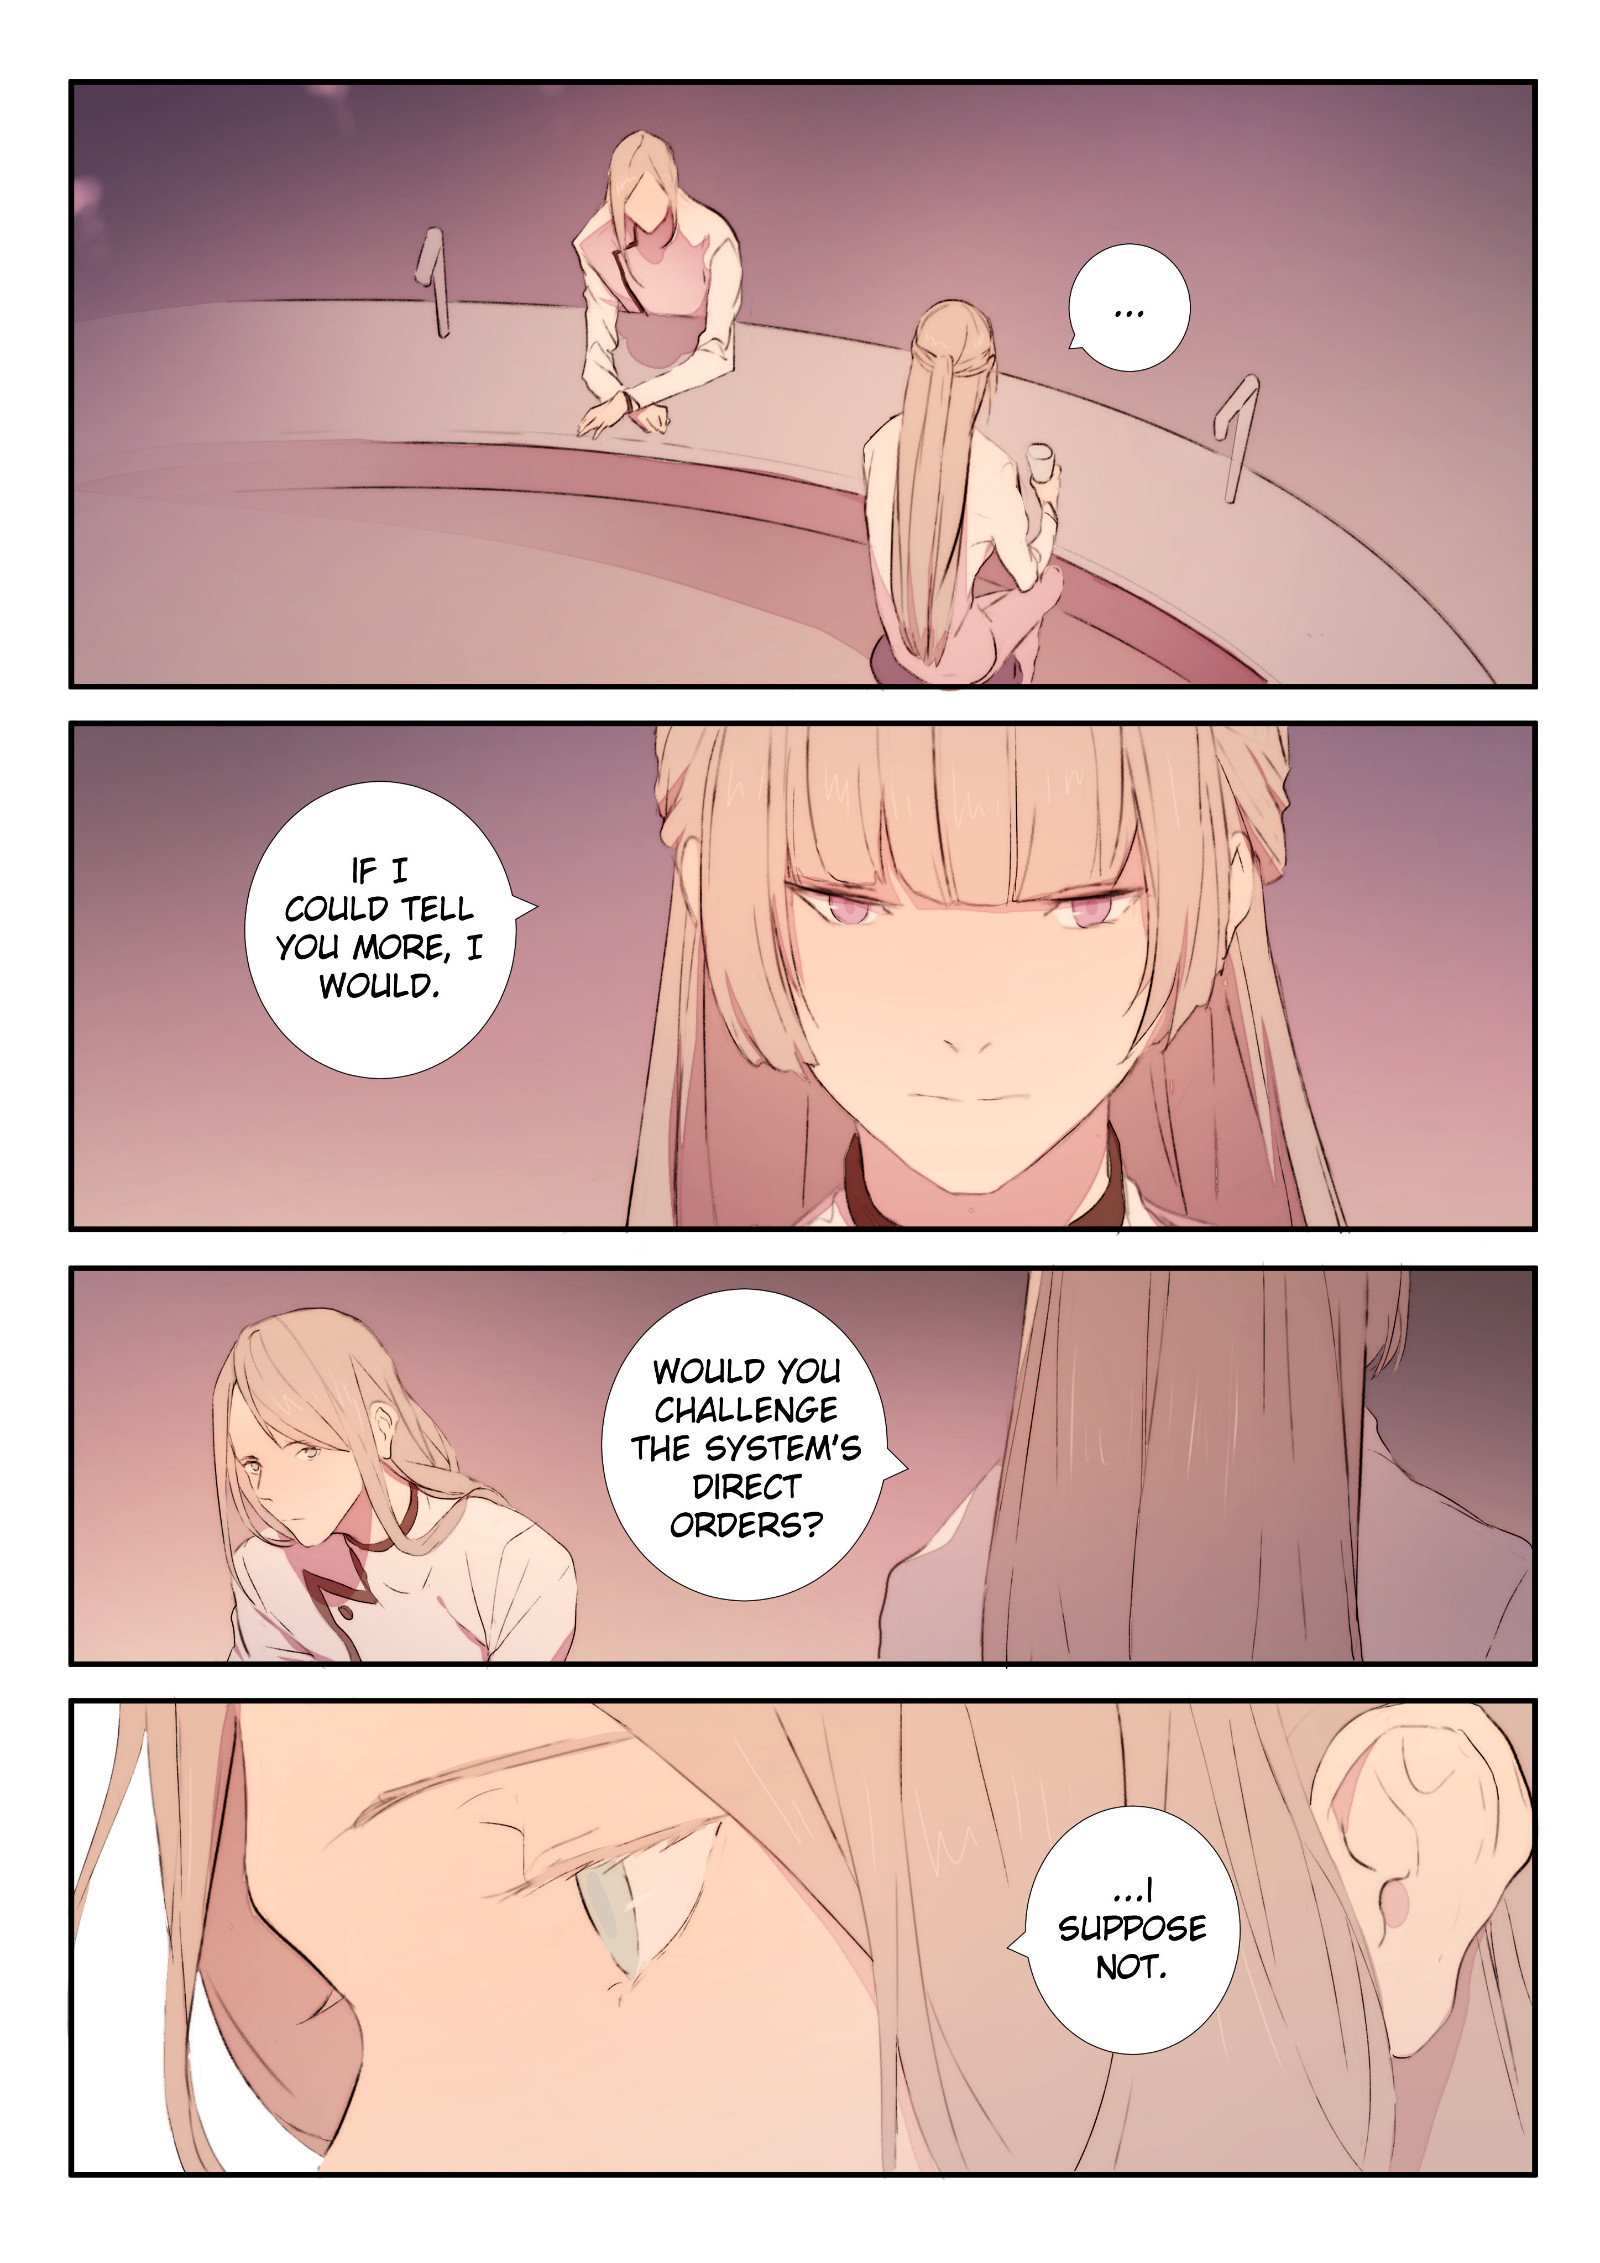 ...
IF I
COULD TELL
YOU MORE, I
WOULD.
WOULD YOU
CHALLENGE
THE SYSTEM'S
DIRECT
ORDERS?
...I
SUPPOSE
NOT.